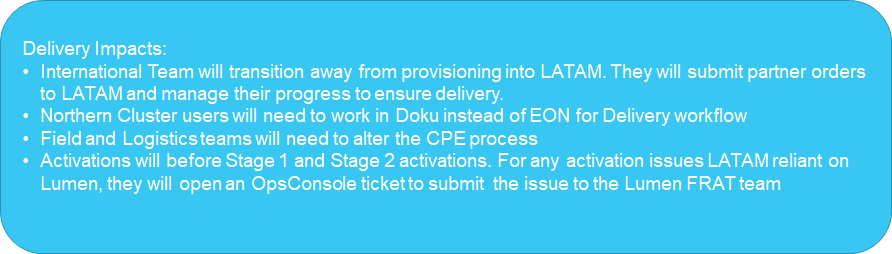 Delivery Impacts:
• International Team will transition away from provisioning into LATAM. They will submit partner orders
to LATAM and manage their progress to ensure delivery.
• Northern Cluster users will need to work in Doku instead of EON for Delivery workflow
• Field and Logistics teams will need to alter the CPE process
• Activations will before Stage 1 and Stage 2 activations. For any activation issues LATAM reliant on
Lumen, they will open an OpsConsole ticket to submit the issue to the Lumen FRAT team